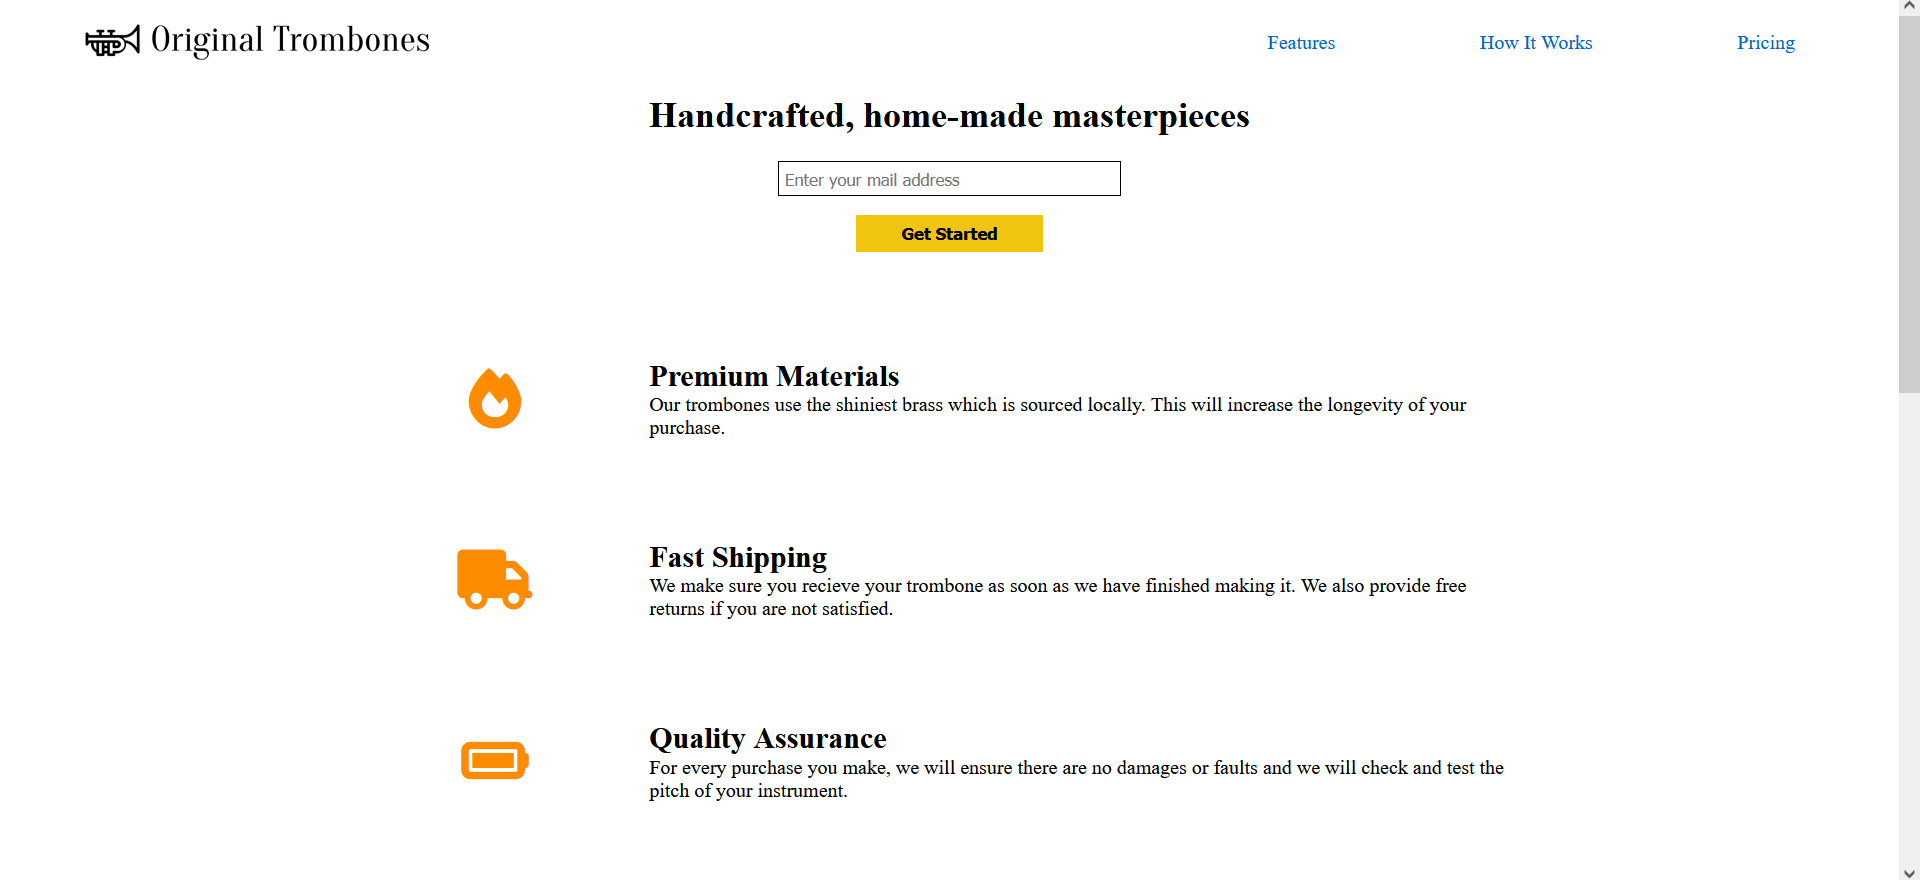 Original Trombones
Features
How It Works
Pricing
Handcrafted, home-made masterpieces
Enter your mail address
Get Started
Premium Materials
Our trombones use the shiniest brass which is sourced locally. This will increase the longevity of your
purchase.
Fast Shipping
We make sure you recieve your trombone as soon as we have finished making it. We also provide free
returns if you are not satisfied.
Quality Assurance
For every purchase you make, we will ensure there are no damages or faults and we will check and test the
pitch of your instrument.